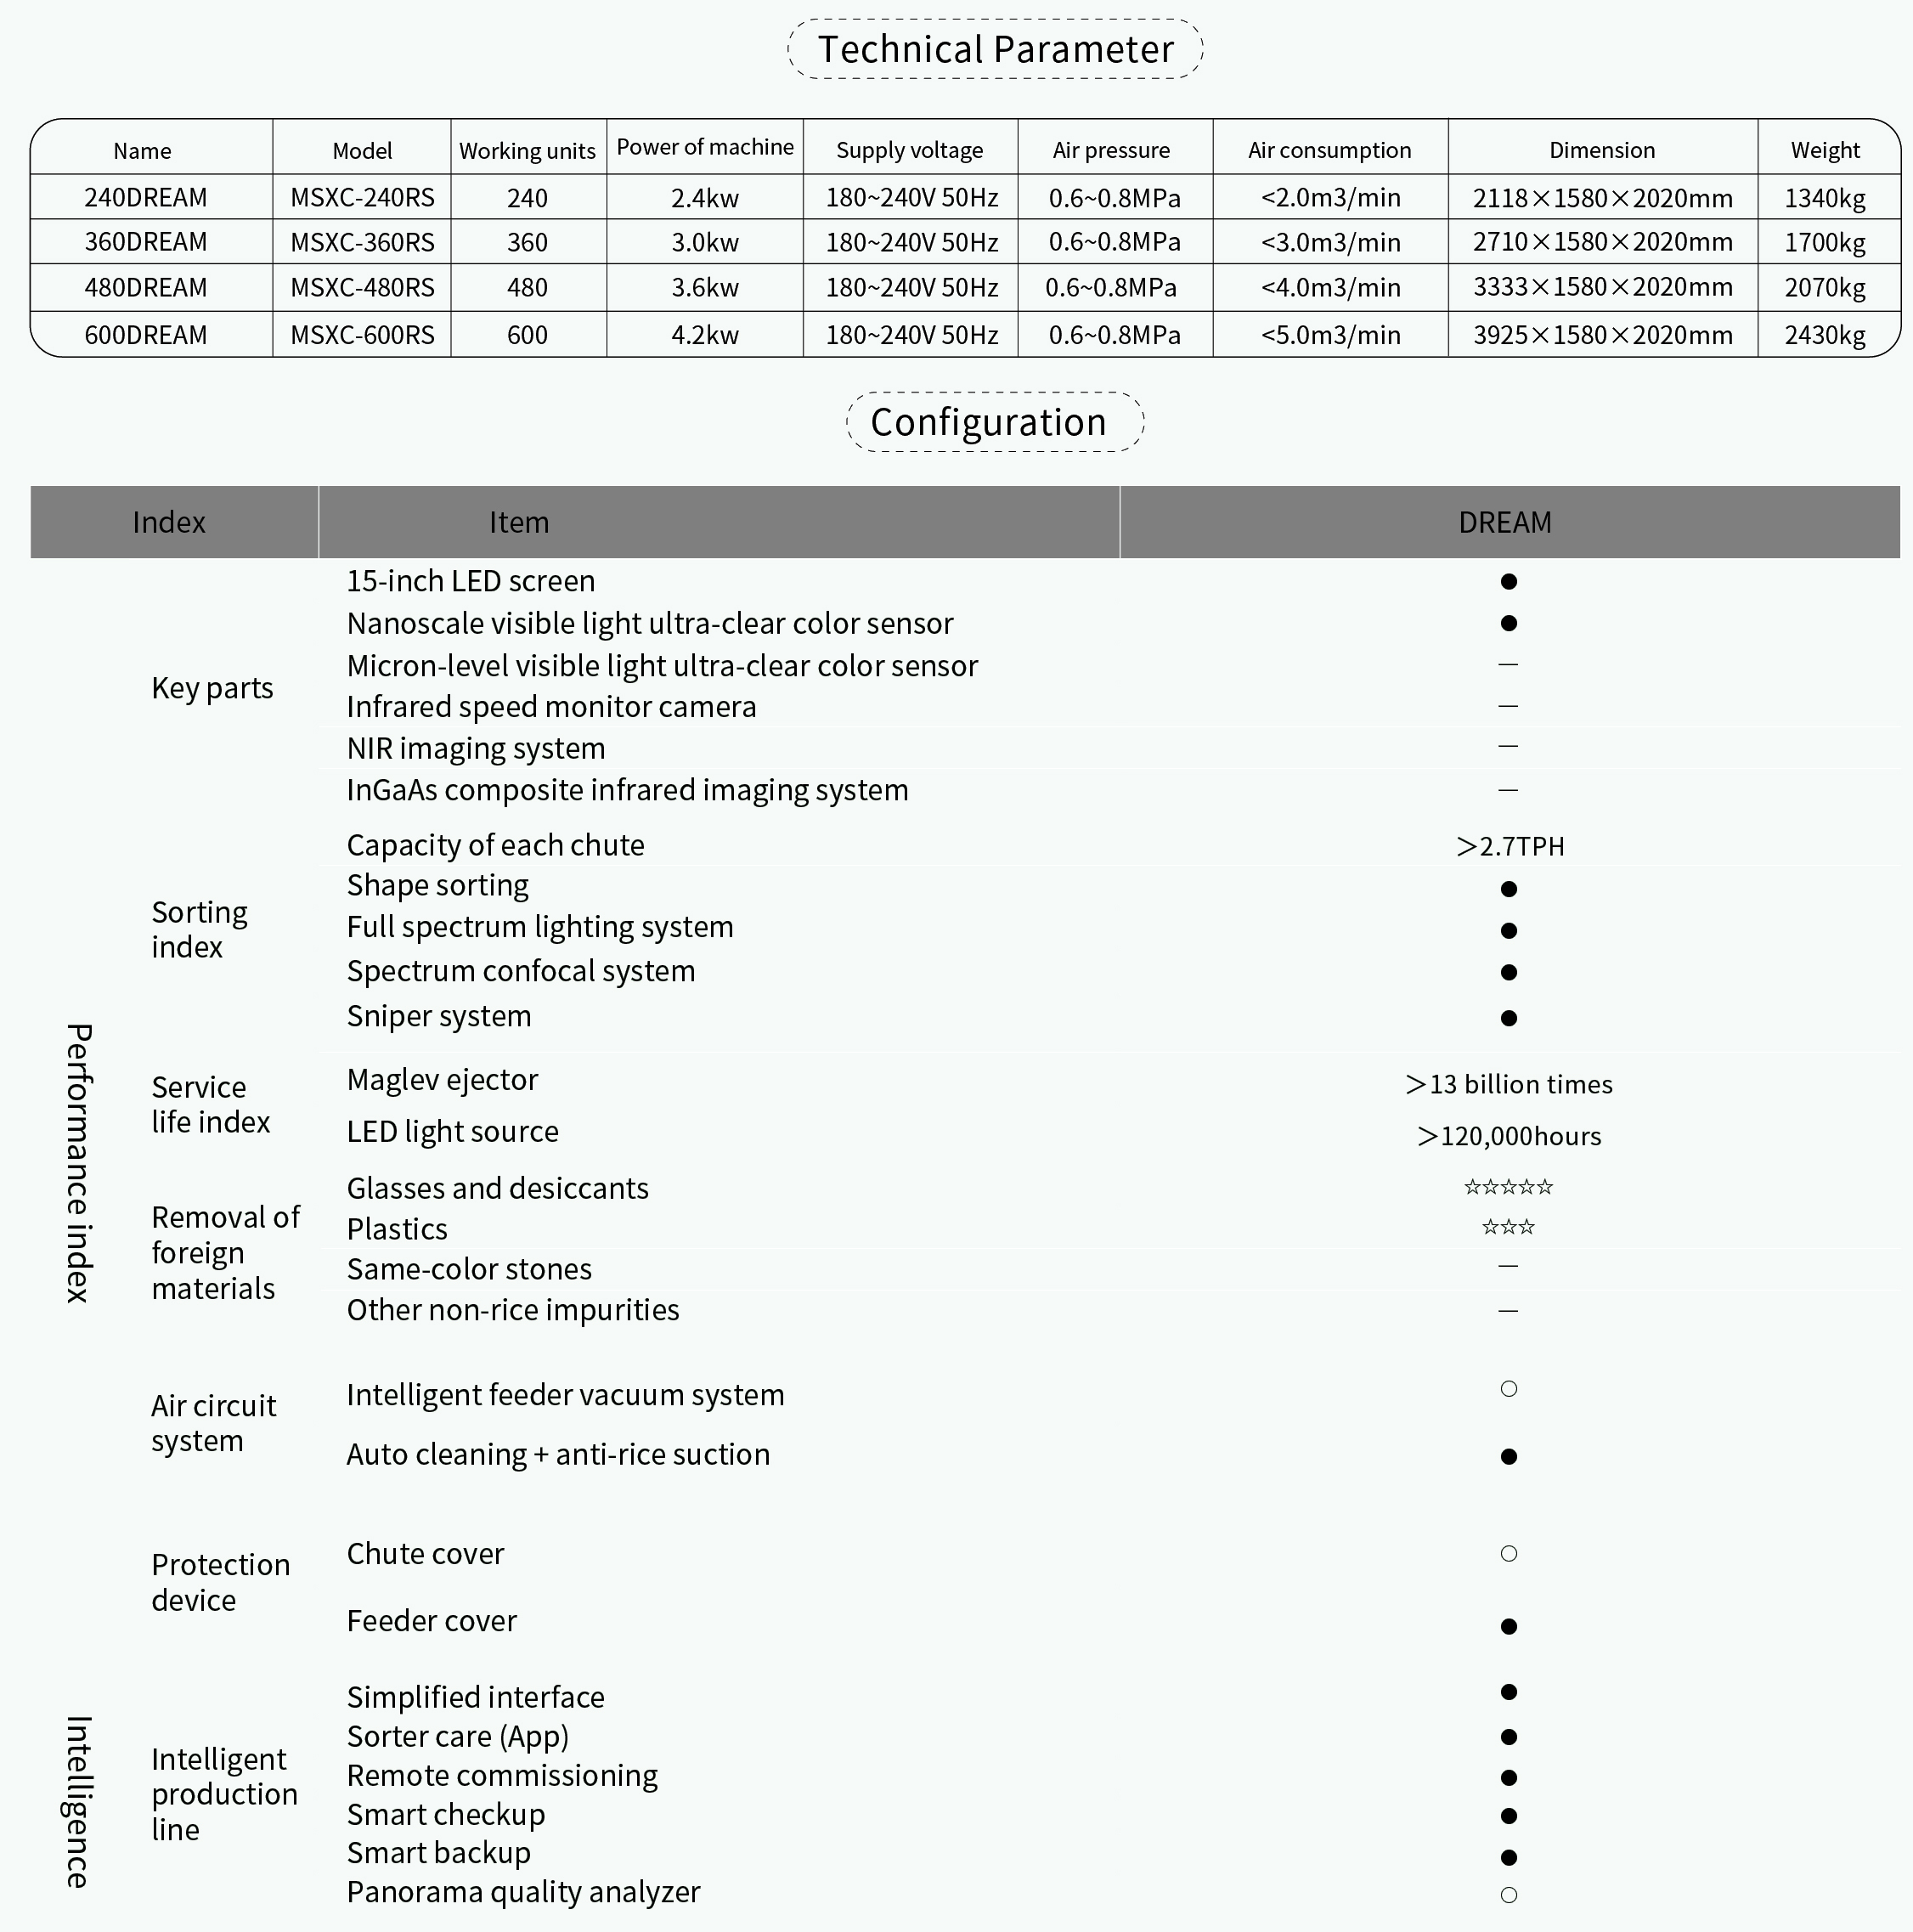 Technical Parameter
Name Model Working units Power of machine Supply voltage Air pressure Air consumption Dimension Weight
240DREAM MSXC-240RS 240 2.4kw 180~240V 50Hz 0.6~0.8MPa <2.0m3/min 2118×1580×2020mm 1340kg
360DREAM MSXC-360RS 360 3.0kw 180~240V 50Hz 0.6~0.8MPa <3.0m3/min 2710×1580×2020mm 1700kg
480DREAM MSXC-480RS 480 3.6kw 180~240V 50Hz 0.6~0.8MPa <4.0m3/min 3333×1580×2020mm 2070kg
600DREAM MSXC-600RS 600 4.2kw 180~240V 50Hz 0.6~0.8MPa <5.0m3/min 3925×1580×2020mm 2430kg
Configuration
Index Item DREAM
Performance index
Key parts
15-inch LED screen ●
Nanoscale visible light ultra-clear color sensor ●
Micron-level visible light ultra-clear color sensor —
Infrared speed monitor camera —
NIR imaging system —
InGaAs composite infrared imaging system —
Sorting
index
Capacity of each chute ＞2.7TPH
Shape sorting ●
Full spectrum lighting system ●
Spectrum confocal system ●
Sniper system ●
Service
life index
Maglev ejector ＞13 billion times
LED light source ＞120,000hours
Removal of
foreign
materials
Glasses and desiccants ☆☆☆☆☆
Plastics ☆☆☆
Same-color stones —
Other non-rice impurities —
Air circuit
system
Intelligent feeder vacuum system ○
Auto cleaning + anti-rice suction ●
Protection
device
Chute cover ○
Feeder cover ●
Intelligence
Intelligent
production
line
Simplified interface ●
Sorter care (App) ●
Remote commissioning ●
Smart checkup ●
Smart backup ●
Panorama quality analyzer ○